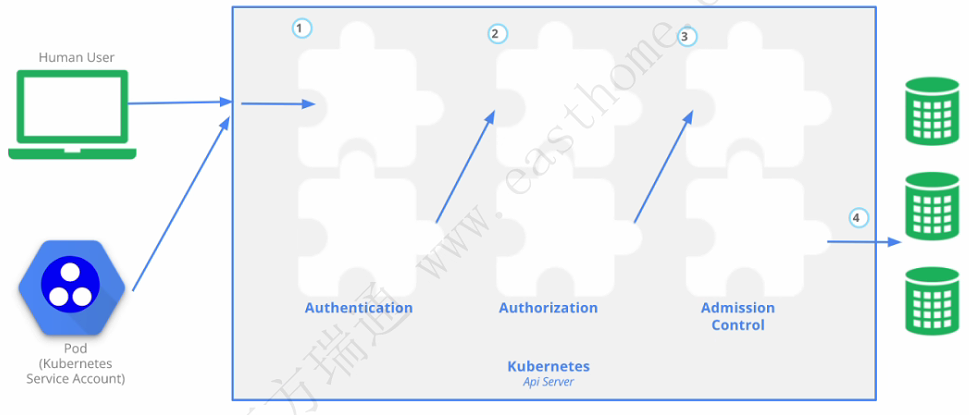 Human User
Pod
(Kubernetes
Service Account)
1
2
3
4
Authentication
Authorization
Admission
Control
Kubernetes
Api Server
方瑞通 www.easthome.